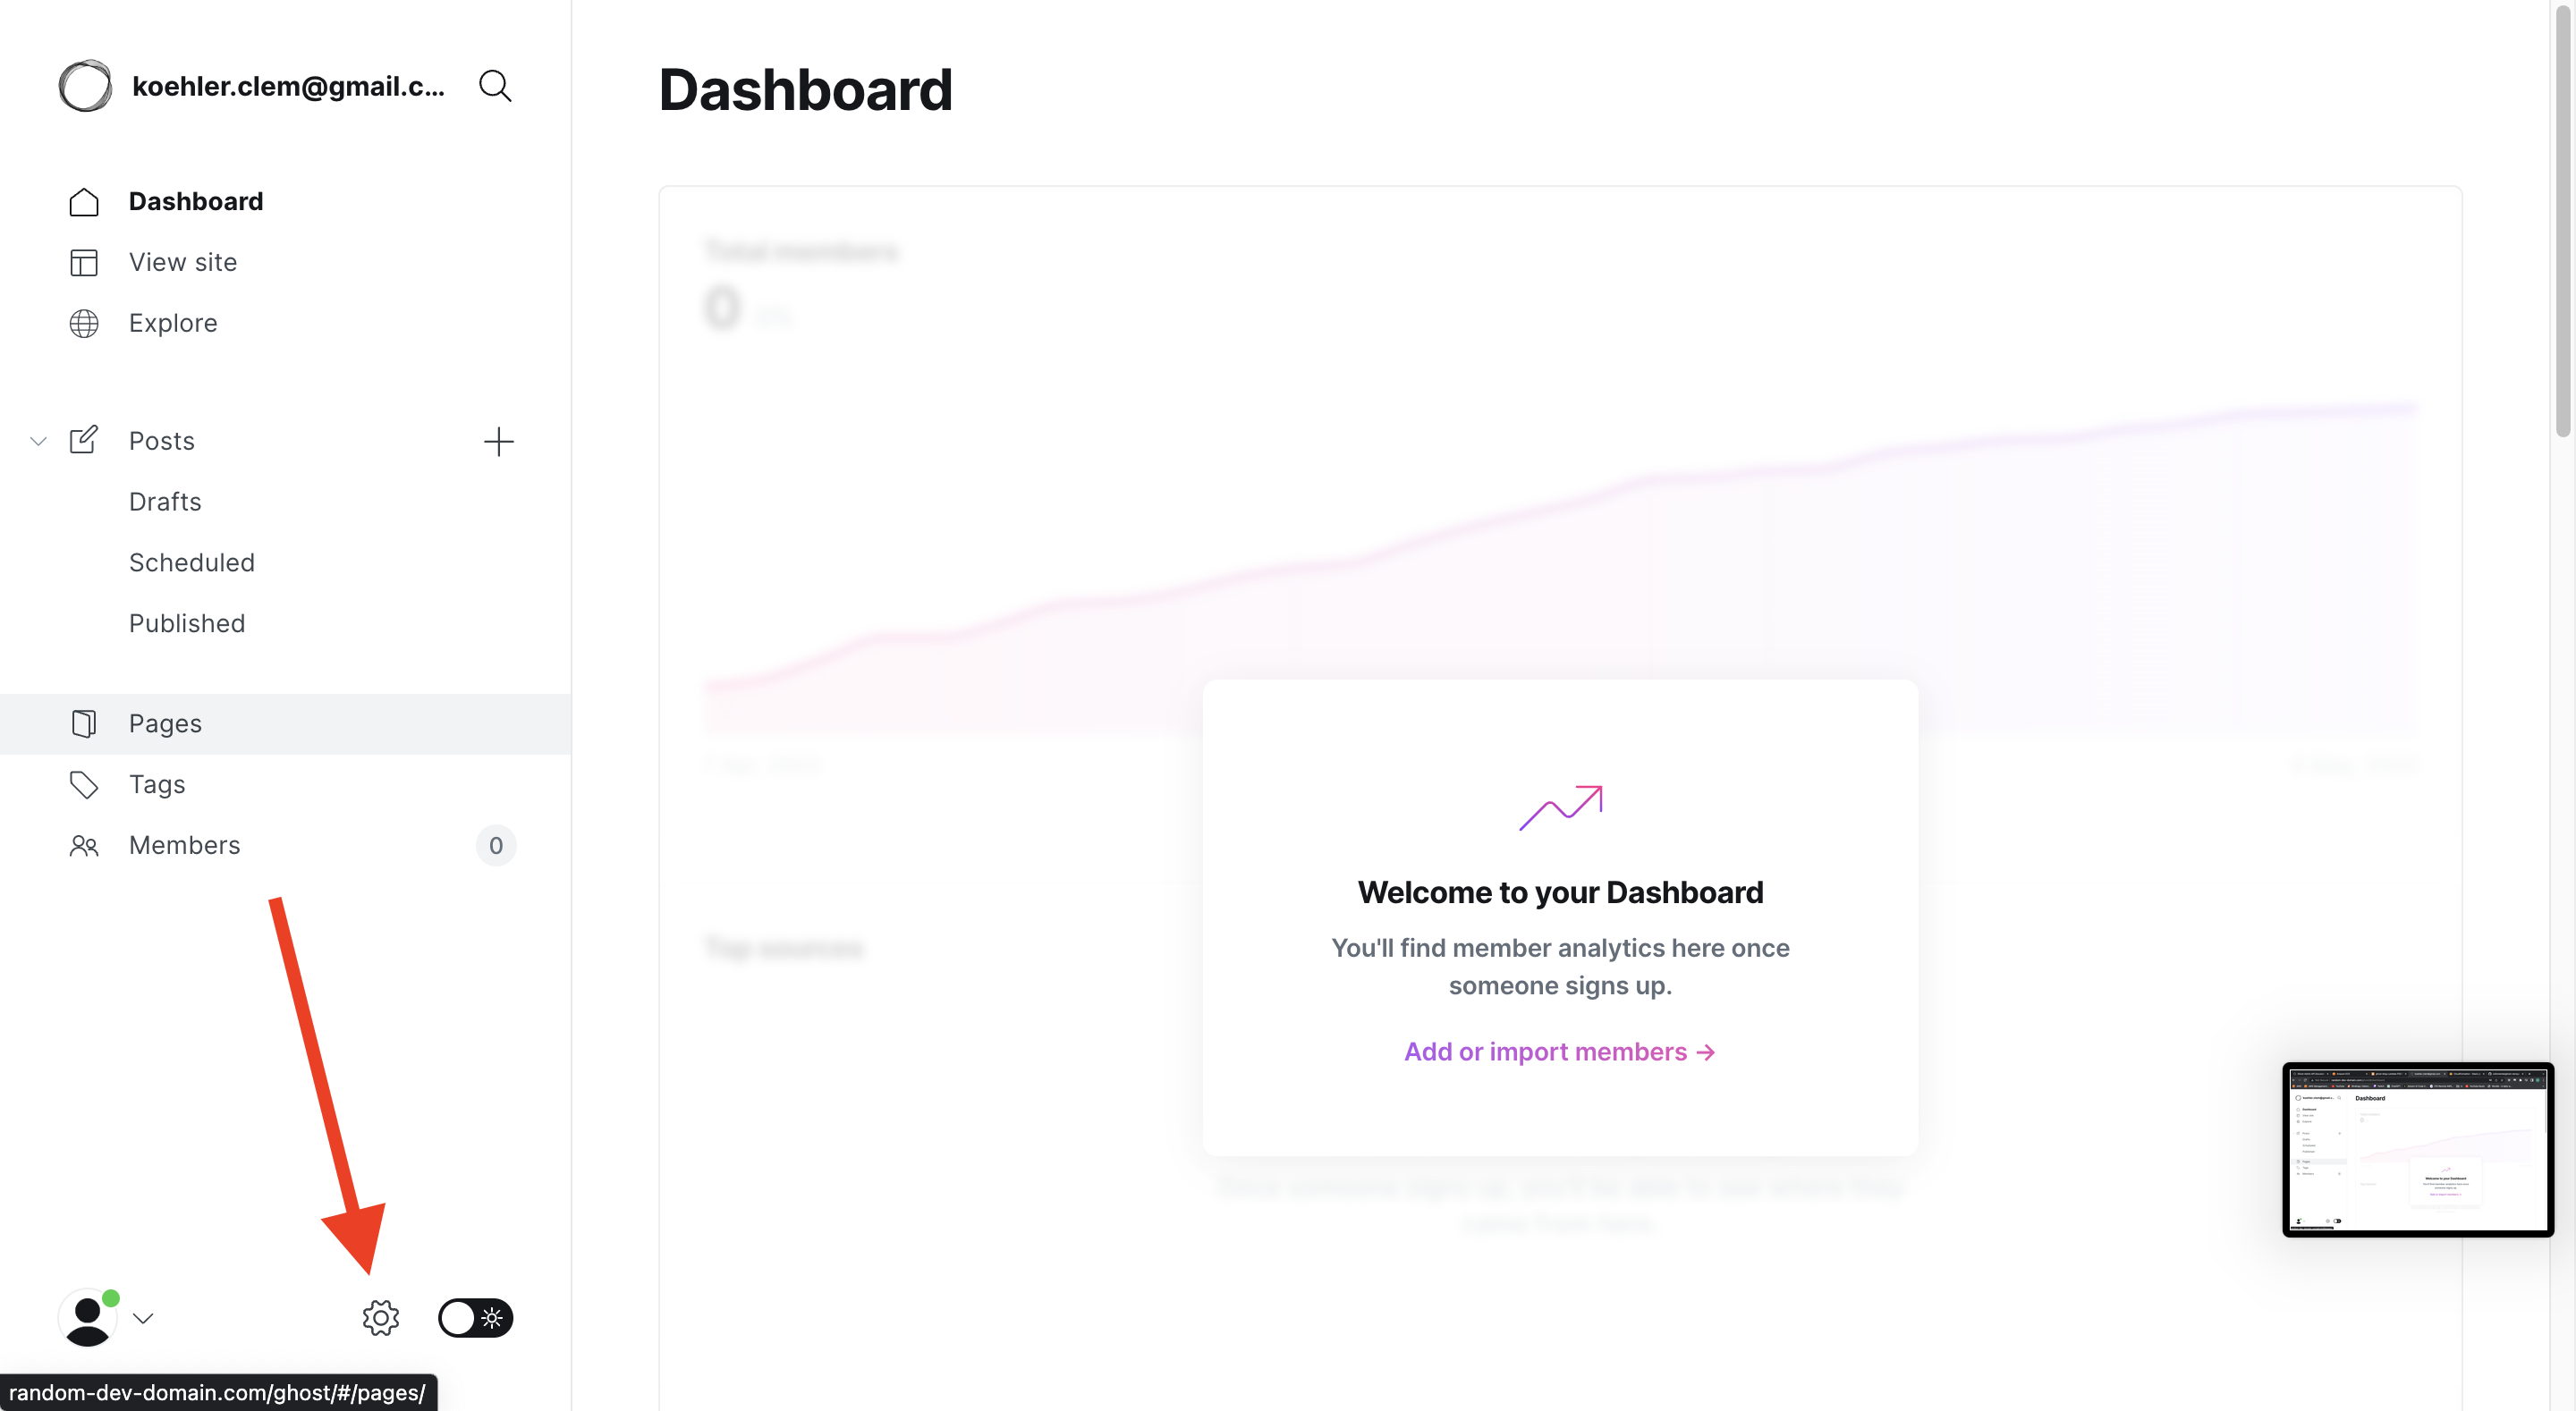 koehler.clem@gmail.c...
Dashboard
View site
Explore
Posts
Drafts
Scheduled
Published
Pages
Tags
Members
0
random-dev-domain.com/ghost/#/pages/
Dashboard
Total members
0
Welcome to your Dashboard
You'll find member analytics here once
someone signs up.
Add or import members →
Top sources